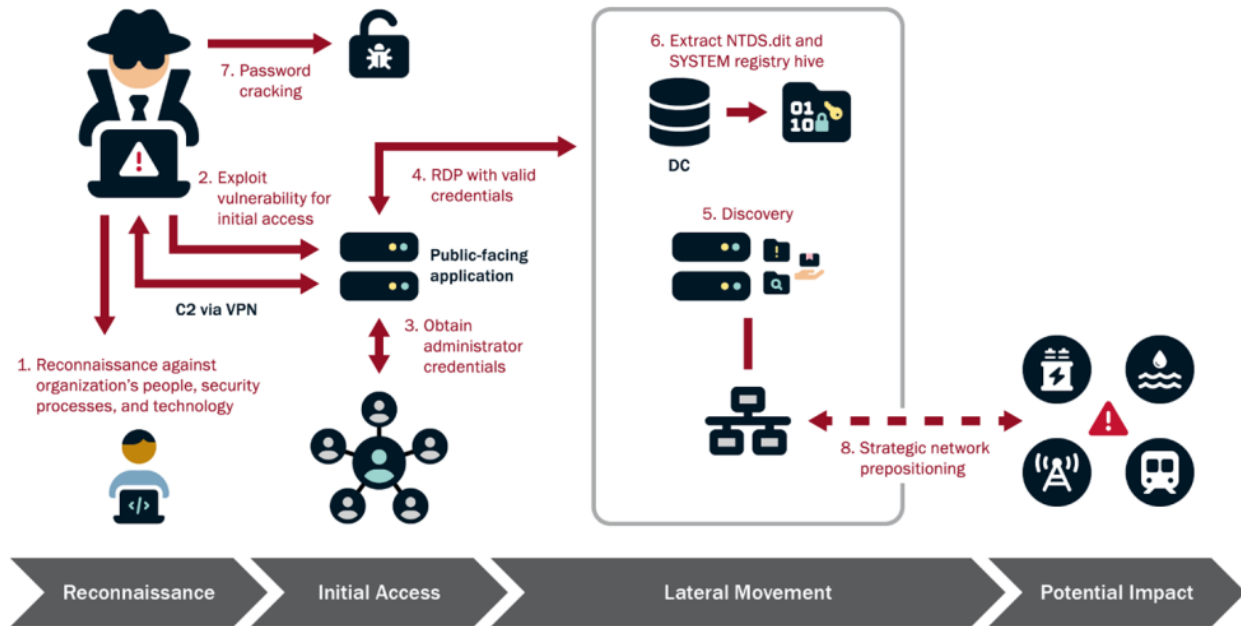 7. Password
cracking
2. Exploit
vulnerability for
initial access
C2 via VPN
1. Reconnaissance against
organization's people, security
processes, and technology
</>
4. RDP with valid
credentials
Public-facing
application
3. Obtain
administrator
credentials
6. Extract NTDS.dit and
SYSTEM registry hive
01
10
DC
5. Discovery
8. Strategic network
prepositioning
Reconnaissance
Initial Access
Lateral Movement
Potential Impact